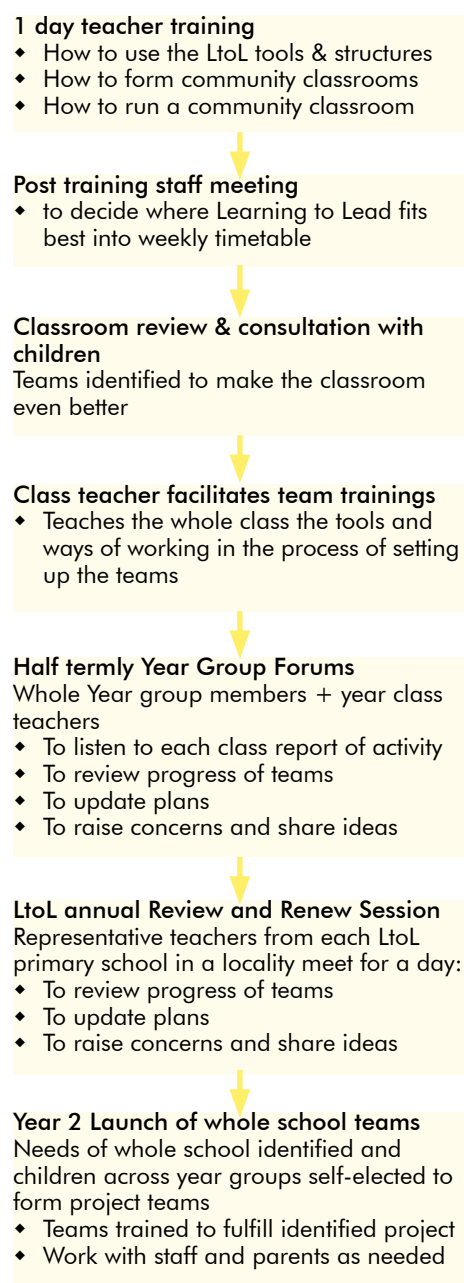 1 day teacher training
◆ How to use the LtoL tools & structures
◆ How to form community classrooms
◆ How to run a community classroom
Post training staff meeting
◆ to decide where Learning to Lead fits
best into weekly timetable
Classroom review & consultation with
children
Teams identified to make the classroom
even better
Class teacher facilitates team trainings
◆ Teaches the whole class the tools and
ways of working in the process of setting
up the teams
Half termly Year Group Forums
Whole Year group members + year class
teachers
◆ To listen to each class report of activity
◆ To review progress of teams
◆ To update plans
◆ To raise concerns and share ideas
LtoL annual Review and Renew Session
Representative teachers from each LtoL
primary school in a locality meet for a day:
◆ To review progress of teams
◆ To update plans
◆ To raise concerns and share ideas
Year 2 Launch of whole school teams
Needs of whole school identified and
children across year groups self-elected to
form project teams
◆ Teams trained to fulfill identified project
◆ Work with staff and parents as needed